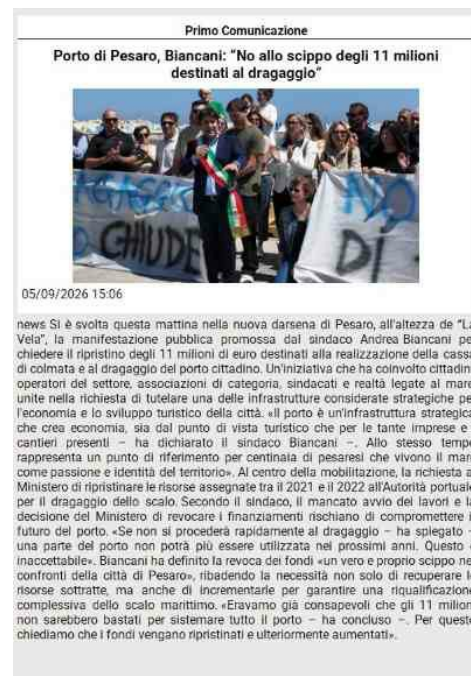 Primo Comunicazione
Porto di Pesaro, Biancani: “No allo scippo degli 11 milioni
destinati al dragaggio”
CHIUDE
NO
DI
05/09/2026 15:06
news Si è svolta questa mattina nella nuova darsena di Pesaro, all'altezza de “La
Vela”, la manifestazione pubblica promossa dal sindaco Andrea Biancani pe
chiedere il ripristino degli 11 milioni di euro destinati alla realizzazione della cassa
di colmata e al dragaggio del porto cittadino. Un'iniziativa che ha coinvolto cittadin
operatori del settore, associazioni di categoria, sindacati e realtà legate al mare
unite nella richiesta di tutelare una delle infrastrutture considerate strategiche pe
l'economia e lo sviluppo turistico della città. «Il porto è un'infrastruttura strategica
che crea economia, sia dal punto di vista turistico che per le tante imprese e
cantieri presenti – ha dichiarato il sindaco Biancani –. Allo stesso temp
rappresenta un punto di riferimento per centinaia di pesaresi che vivono il mare
come passione e identità del territorio». Al centro della mobilitazione, la richiesta a
Ministero di ripristinare le risorse assegnate tra il 2021 e il 2022 all'Autorità portuale
per il dragaggio dello scalo. Secondo il sindaco, il mancato avvio dei lavori e la
decisione del Ministero di revocare i finanziamenti rischiano di compromettere i
futuro del porto. «Se non si procederà rapidamente al dragaggio – ha spiegato –
una parte del porto non potrà più essere utilizzata nei prossimi anni. Questo
inaccettabile». Biancani ha definito la revoca dei fondi «un vero e proprio scippo ne
confronti della città di Pesaro», ribadendo la necessità non solo di recuperare le
risorse sottratte, ma anche di incrementarle per garantire una riqualificazione
complessiva dello scalo marittimo. «Eravamo già consapevoli che gli 11 milion
non sarebbero bastati per sistemare tutto il porto – ha concluso –. Per questo
chiediamo che i fondi vengano ripristinati e ulteriormente aumentati».